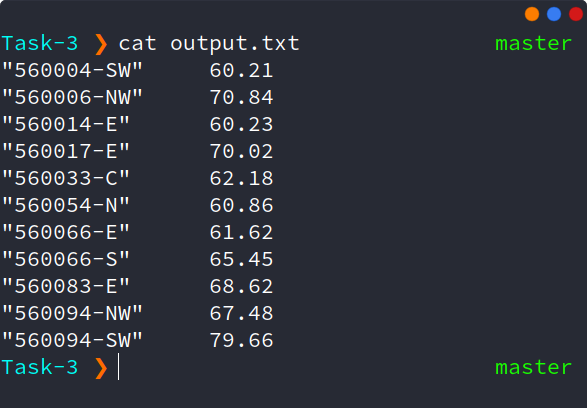 Task-3 ❯ cat output.txt master
"560004-SW" 60.21
"560006-NW" 70.84
"560014-E" 60.23
"560017-E" 70.02
"560033-C" 62.18
"560054-N" 60.86
"560066-E" 61.62
"560066-S" 65.45
"560083-E" 68.62
"560094-NW" 67.48
"560094-SW" 79.66
Task-3 ❯ master